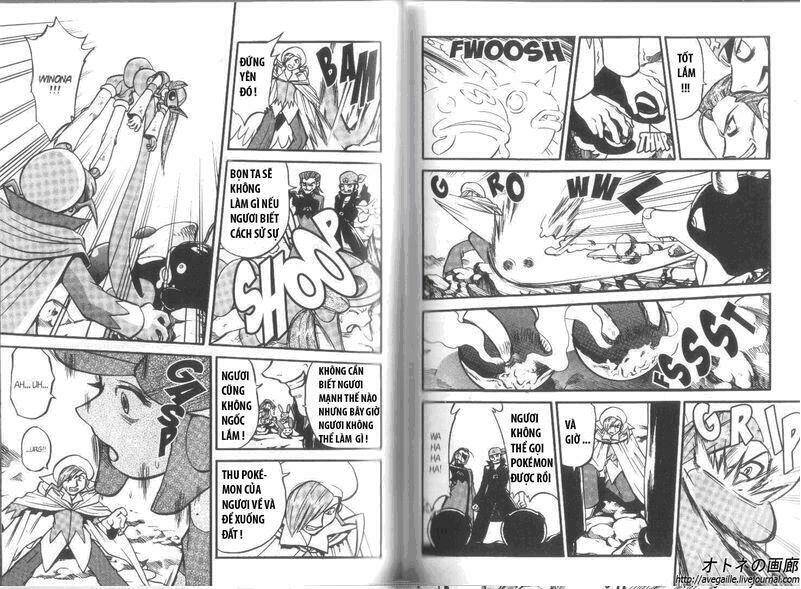 TỐT
LẮM
!!!
FWOOSH
GROWWL
FSSSST
GRIP
VÀ
GIỜ ...
NGƯƠI
KHÔNG
THỂ GỌI
POKÉMON
ĐƯỢC RỒI
WA
HA
HA
HA!
BAM
ĐỨNG
YÊN
ĐÓ !
BỌN TA SẼ
KHÔNG
LÀM GÌ NẾU
NGƯƠI BIẾT
CÁCH SỬ SỰ
SHOOP
KHÔNG CẦN
BIẾT NGƯƠI
MẠNH THẾ NÀO
NHƯNG BÂY GIỜ
NGƯƠI KHÔNG
THỂ LÀM GÌ !
NGƯƠI
CŨNG
KHÔNG
NGỐC
LẮM !
THU POKÉ-
MON CỦA
NGƯƠI VỀ VÀ
ĐỂ XUỐNG
ĐẤT !
WINONA
!!!
GASP
AH... UH...
...URG!!
オトネの画廊
http://avegaille.livejournal.com